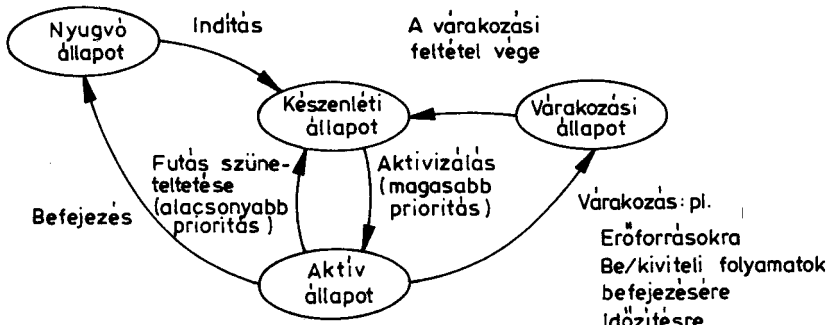 Nyugvó
állapot
Indítás
A várakozási
feltétel vége
Készenléti
állapot
Várakozási
állapot
Futás szüne-
teltetése
(alacsonyabb
prioritás)
Aktivizálás
(magasabb
prioritás)
Befejezés
Várakozás: pl.
Erőforrásokra
Be/kiviteli folyamatok
befejezésére
Időzítésre
Aktív
állapot